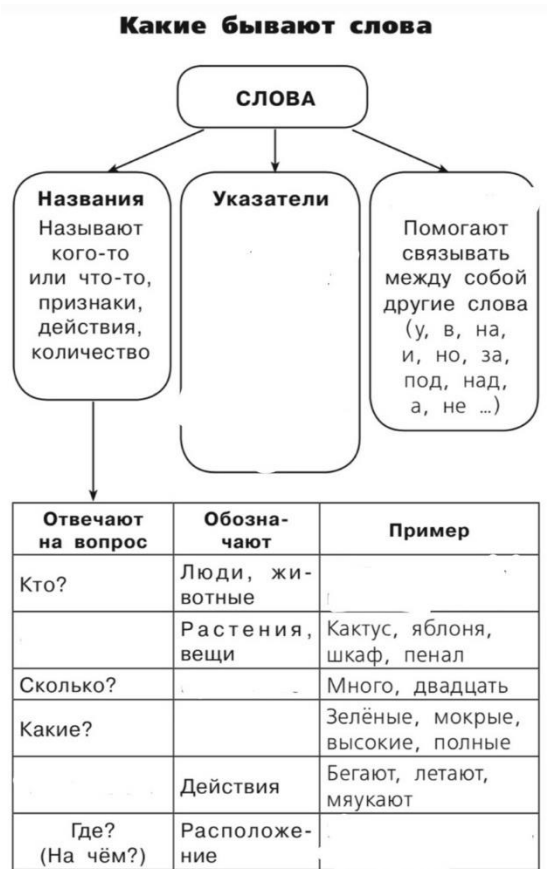 Какие бывают слова
СЛОВА
Названия
Называют
кого-то
или что-то,
признаки,
действия,
количество
Указатели
Помогают
связывать
между собой
другие слова
(у, в, на,
и, но, за,
под, над,
а, не ...)
Отвечают
на вопрос
Обозна-
чают
Пример
Кто?
Люди, жи-
вотные
Растения,
вещи
Кактус, яблоня,
шкаф, пенал
Сколько?
Много, двадцать
Какие?
Зелёные, мокрые,
высокие, полные
Действия
Бегают, летают,
мяукают
Где?
(На чём?)
Расположе-
ние